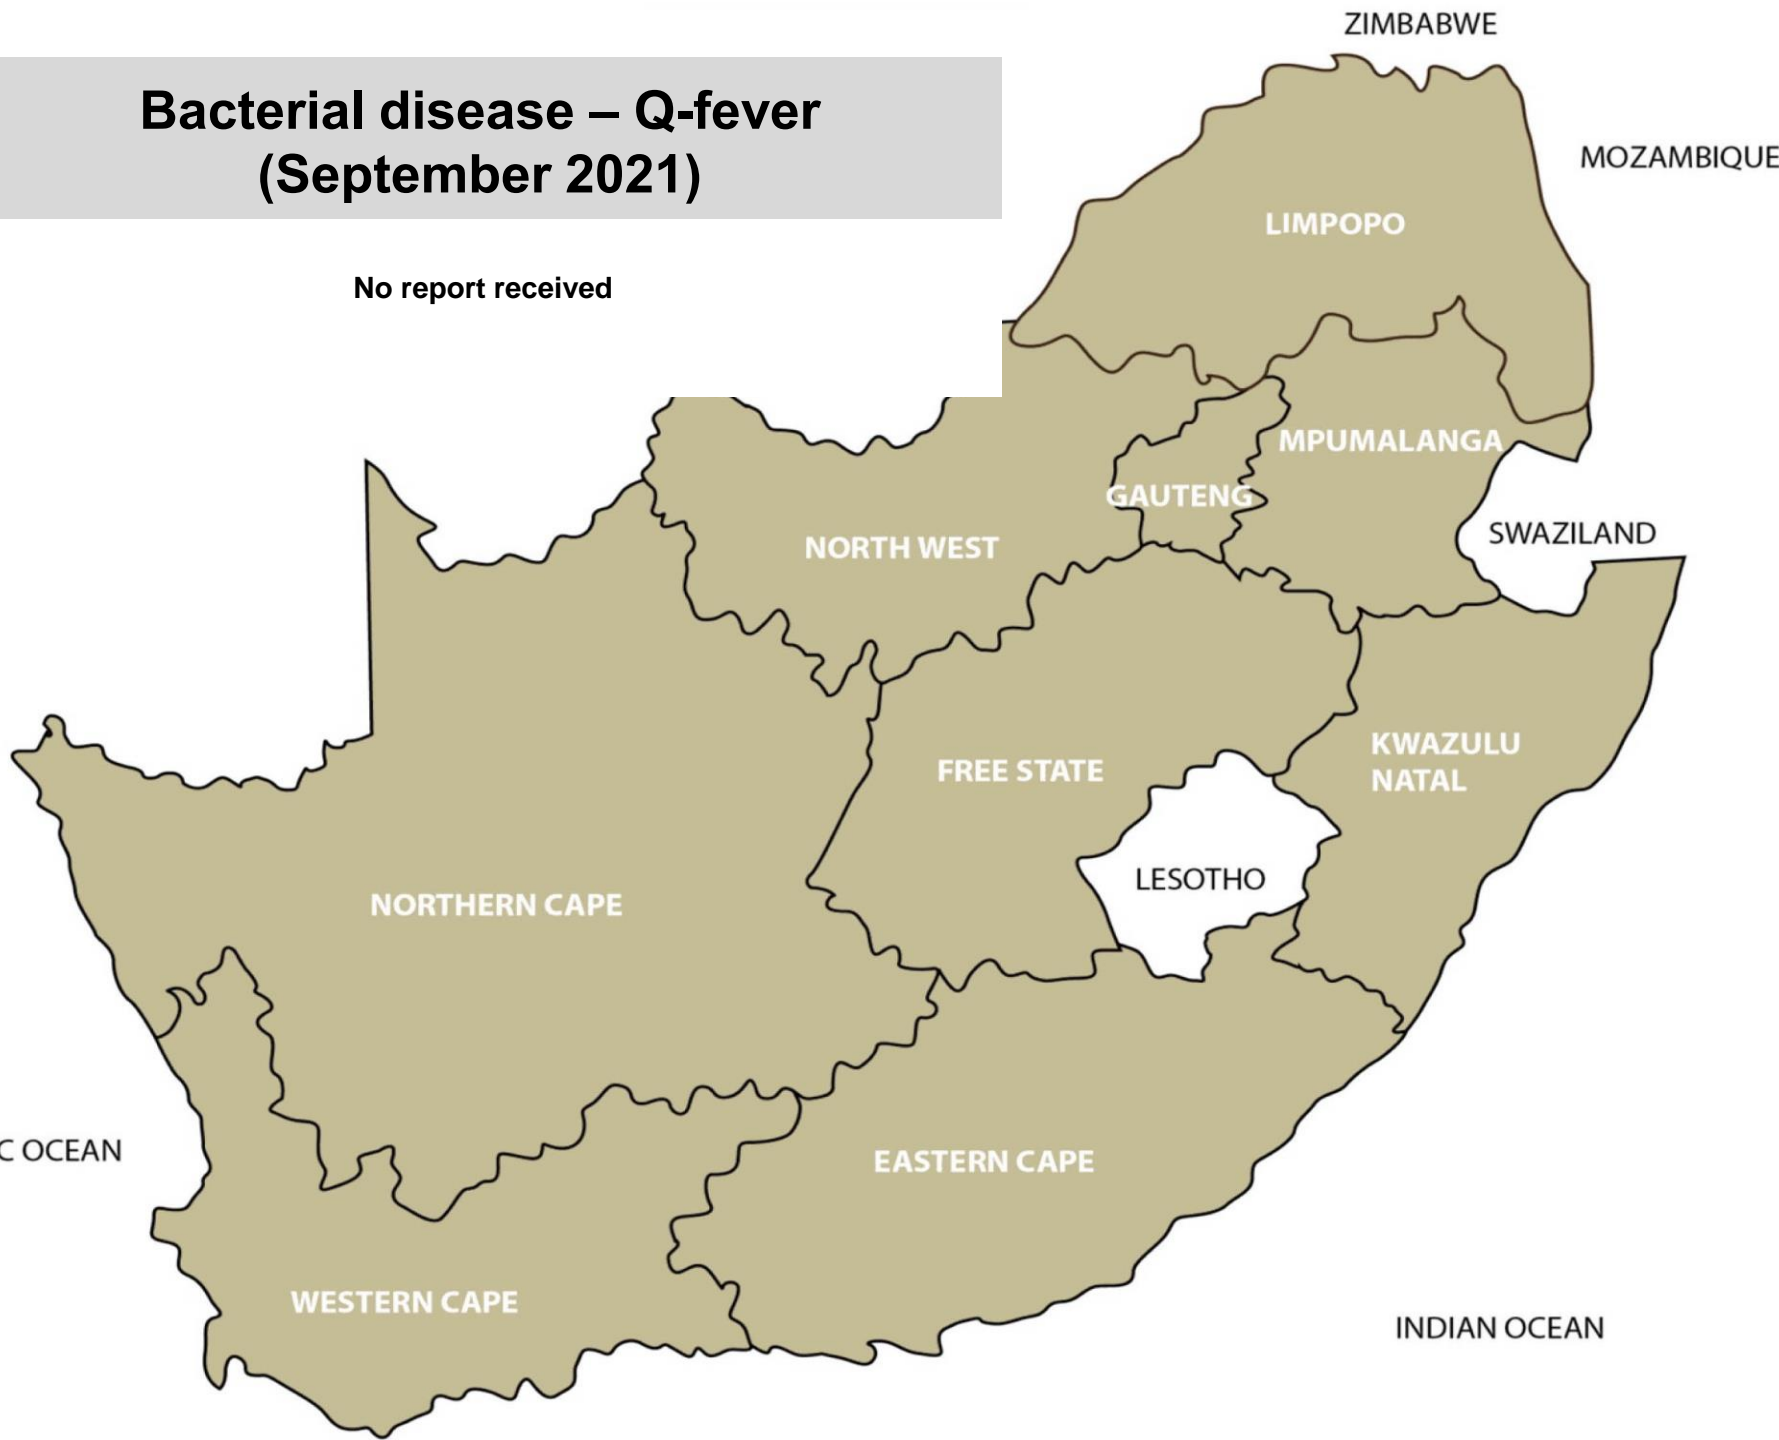 ZIMBABWE
Bacterial disease – Q-fever
(September 2021)
MOZAMBIQUE
LIMPOPO
No report received
MPUMALANGA
GAUTENG
SWAZILAND
NORTH WEST
KWAZULU
NATAL
FREE STATE
LESOTHO
NORTHERN CAPE
C OCEAN
EASTERN CAPE
WESTERN CAPE
INDIAN OCEAN